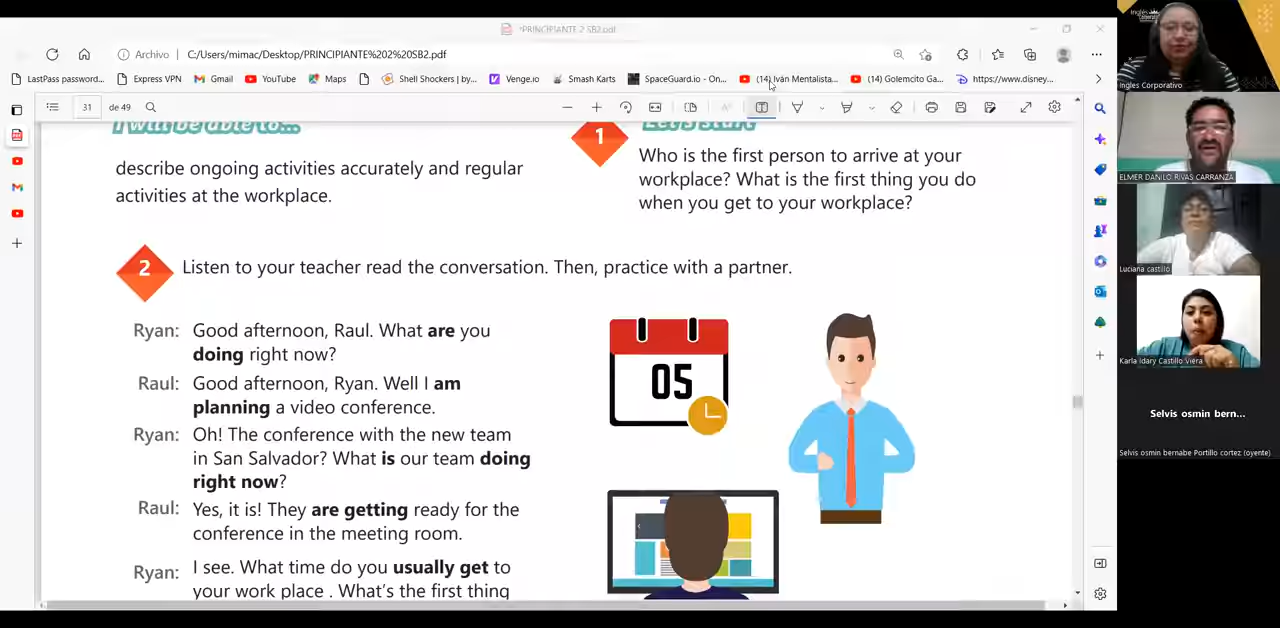 *PRINCIPIANTE 2 SB2.pdf
Archivo C:/Users/mimac/Desktop/PRINCIPIANTE%202%20SB2.pdf
LastPass password... Express VPN Gmail YouTube Maps Shell Shockers | by... Venge.io Smash Karts SpaceGuard.io - On... (14) Iván Mentalista... (14) Golemcito Ga... https://www.disney...
31 de 49
I will be able to...
describe ongoing activities accurately and regular
activities at the workplace.
1
Let's start
Who is the first person to arrive at your
workplace? What is the first thing you do
when you get to your workplace?
2 Listen to your teacher read the conversation. Then, practice with a partner.
Ryan: Good afternoon, Raul. What are you
doing right now?
Raul: Good afternoon, Ryan. Well I am
planning a video conference.
Ryan: Oh! The conference with the new team
in San Salvador? What is our team doing
right now?
Raul: Yes, it is! They are getting ready for the
conference in the meeting room.
Ryan: I see. What time do you usually get to
your work place . What's the first thing
05
Inglés
Ingles Corporativo
ELMER DANILO RIVAS CARRANZA
Luciana castillo
Karla Idary Castillo Viera
Selvis osmin bern...
Selvis osmin bernabe Portillo cortez (oyente)